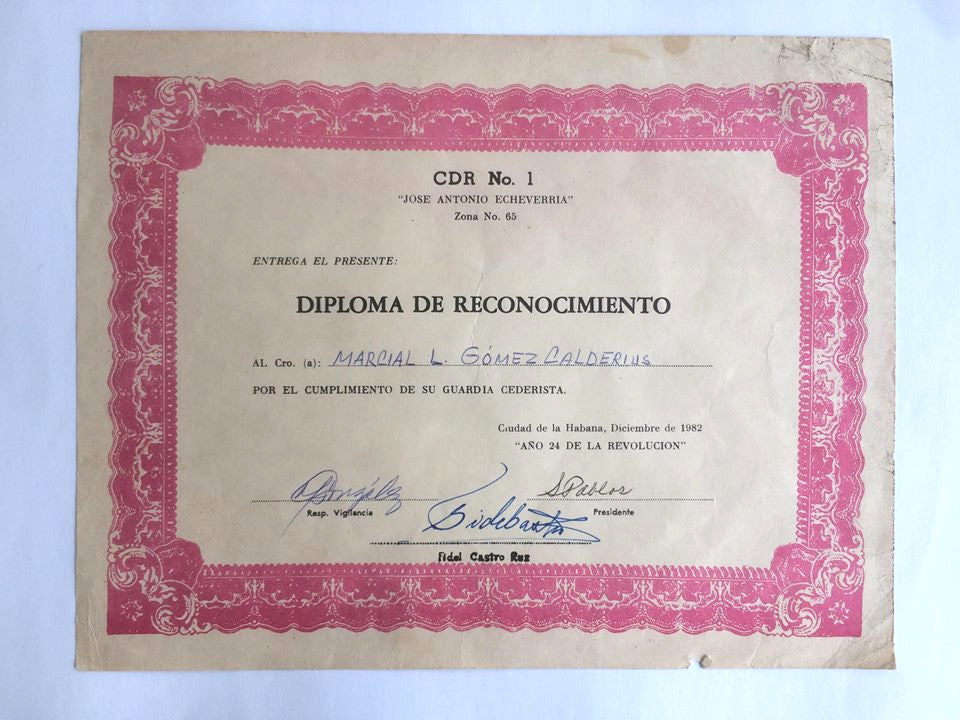 CDR No. 1
"JOSE ANTONIO ECHEVERRIA"
Zona No. 65
ENTREGA EL PRESENTE:
DIPLOMA DE RECONOCIMIENTO
AL Cro. (a): MARCIAL L. GÓMEZ CALDERIUS
POR EL CUMPLIMIENTO DE SU GUARDIA CEDERISTA.
Ciudad de la Habana, Diciembre de 1982
"AÑO 24 DE LA REVOLUCION"
González SPablos
Resp. Vigilancia Presidente
Fidel Castro Ruz